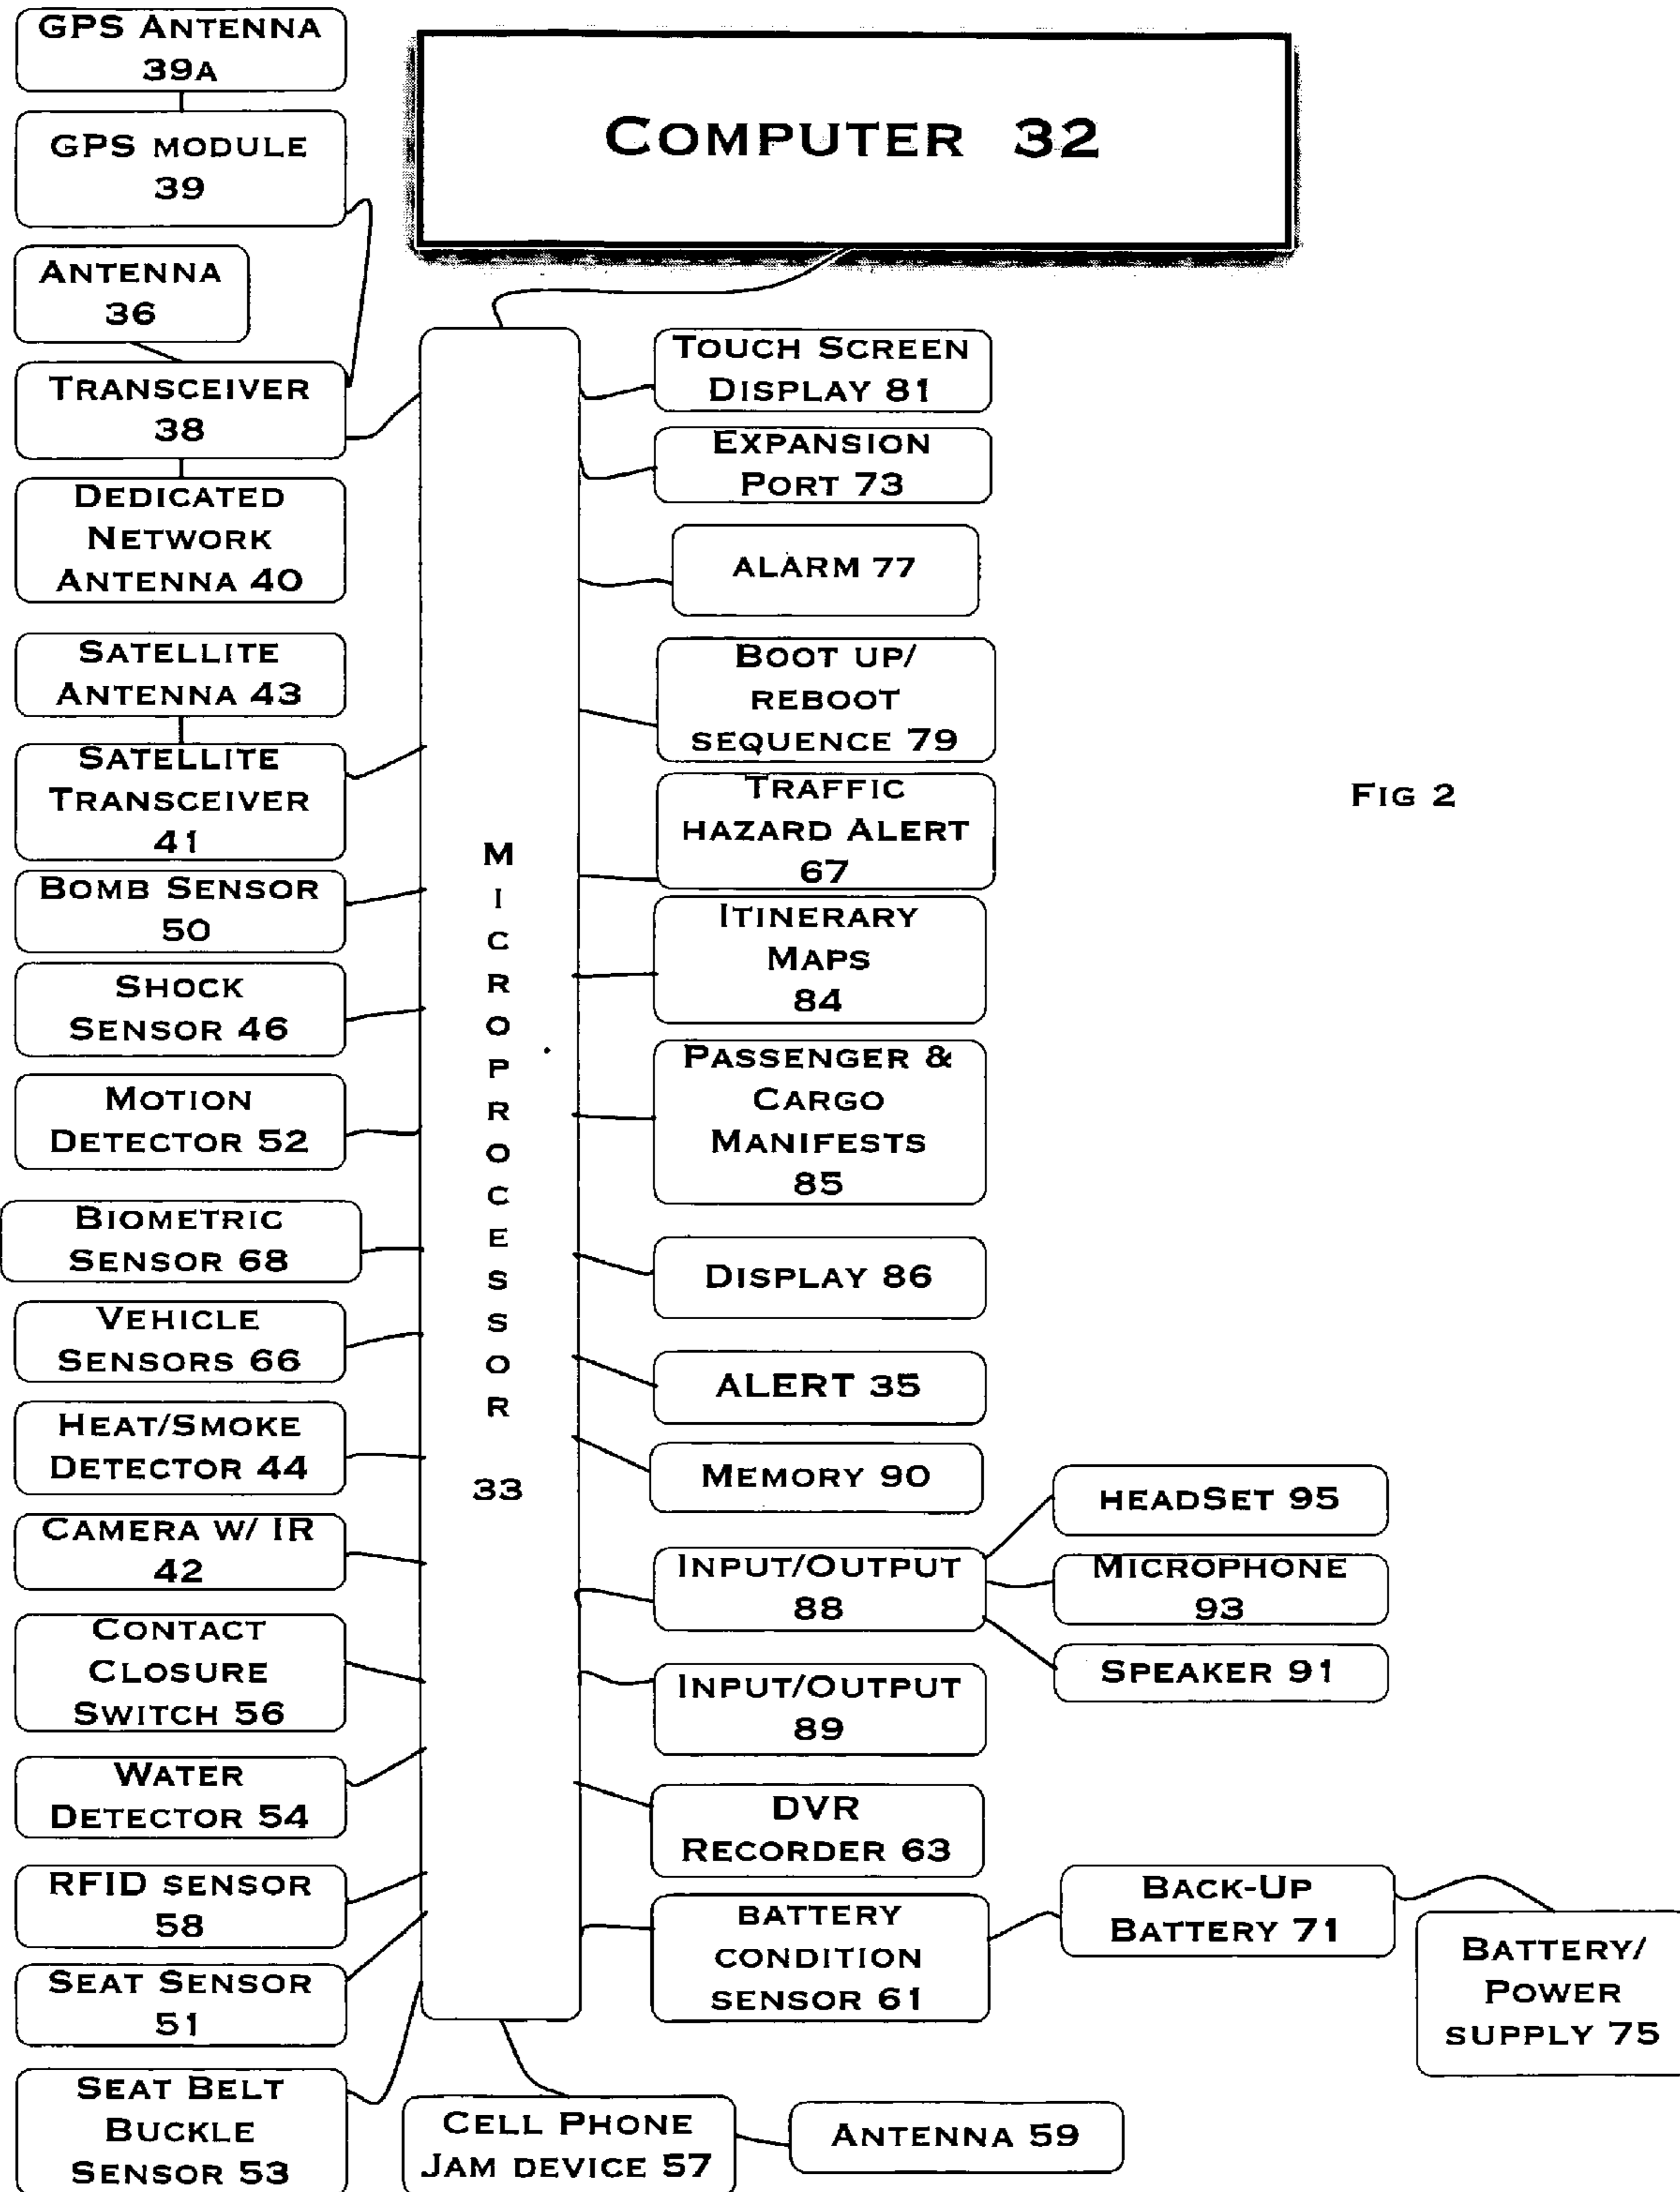 GPS ANTENNA
39A
GPS MODULE
39
ANTENNA
36
TRANSCEIVER
38
DEDICATED
NETWORK
ANTENNA 40
SATELLITE
ANTENNA 43
SATELLITE
TRANSCEIVER
41
BOMB SENSOR
50
SHOCK
SENSOR 46
MOTION
DETECTOR 52
BIOMETRIC
SENSOR 68
VEHICLE
SENSORS 66
HEAT/SMOKE
DETECTOR 44
CAMERA W/ IR
42
CONTACT
CLOSURE
SWITCH 56
WATER
DETECTOR 54
RFID SENSOR
58
SEAT SENSOR
51
SEAT BELT
BUCKLE
SENSOR 53
COMPUTER 32
MICROPROCESSOR
33
TOUCH SCREEN
DISPLAY 81
EXPANSION
PORT 73
ALARM 77
BOOT UP/
REBOOT
SEQUENCE 79
TRAFFIC
HAZARD ALERT
67
ITINERARY
MAPS
84
PASSENGER &
CARGO
MANIFESTS
85
DISPLAY 86
ALERT 35
MEMORY 90
INPUT/OUTPUT
88
HEADSET 95
MICROPHONE
93
SPEAKER 91
INPUT/OUTPUT
89
DVR
RECORDER 63
BATTERY
CONDITION
SENSOR 61
BACK-UP
BATTERY 71
BATTERY/
POWER
SUPPLY 75
CELL PHONE
JAM DEVICE 57
ANTENNA 59
FIG 2